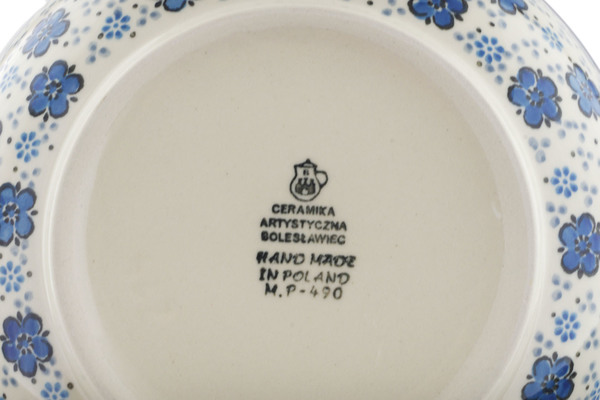 CERAMIKA
ARTYSTYCZNA
BOLESŁAWIEC
HAND MADE
IN POLAND
M.P-490